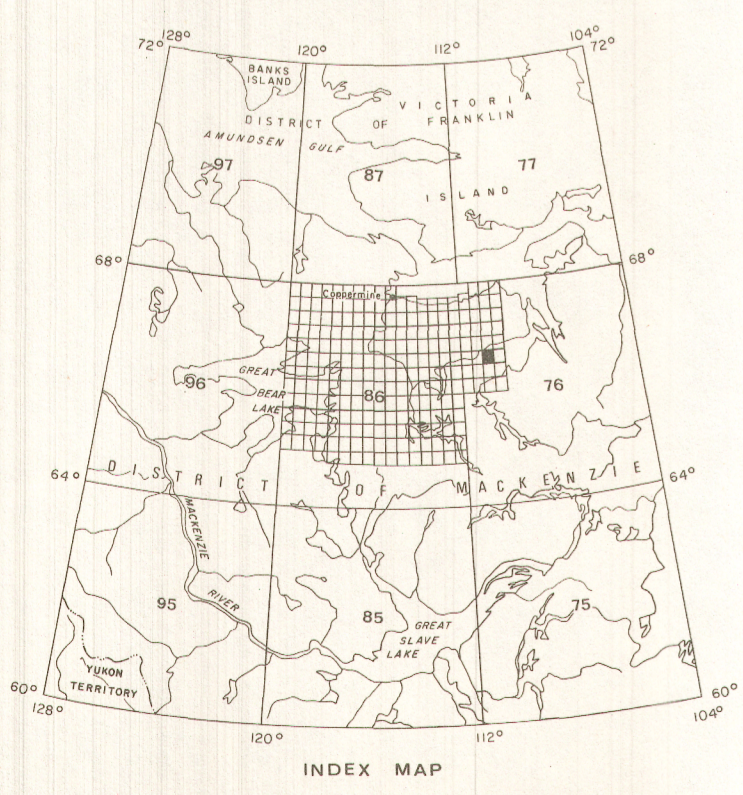 128° 120° 112° 104°
72° 72°
BANKS
ISLAND
VICTORIA
DISTRICT OF FRANKLIN
AMUNDSEN GULF
97 87 77
ISLAND
68° 68°
Coppermine
GREAT
96 86 76
BEAR
LAKE
DISTRICT OF MACKENZIE
64° 64°
MACKENZIE
RIVER
95 85 75
GREAT
SLAVE
LAKE
YUKON
TERRITORY
60° 60°
128° 120° 112° 104°
INDEX MAP